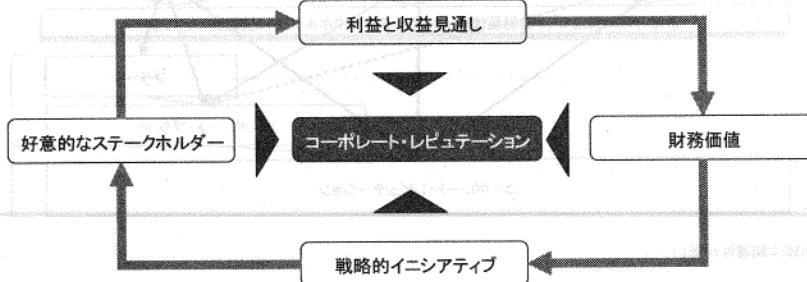 利益と収益見通し
好意的なステークホルダー
コーポレート・レピュテーション
財務価値
戦略的イニシアティブ